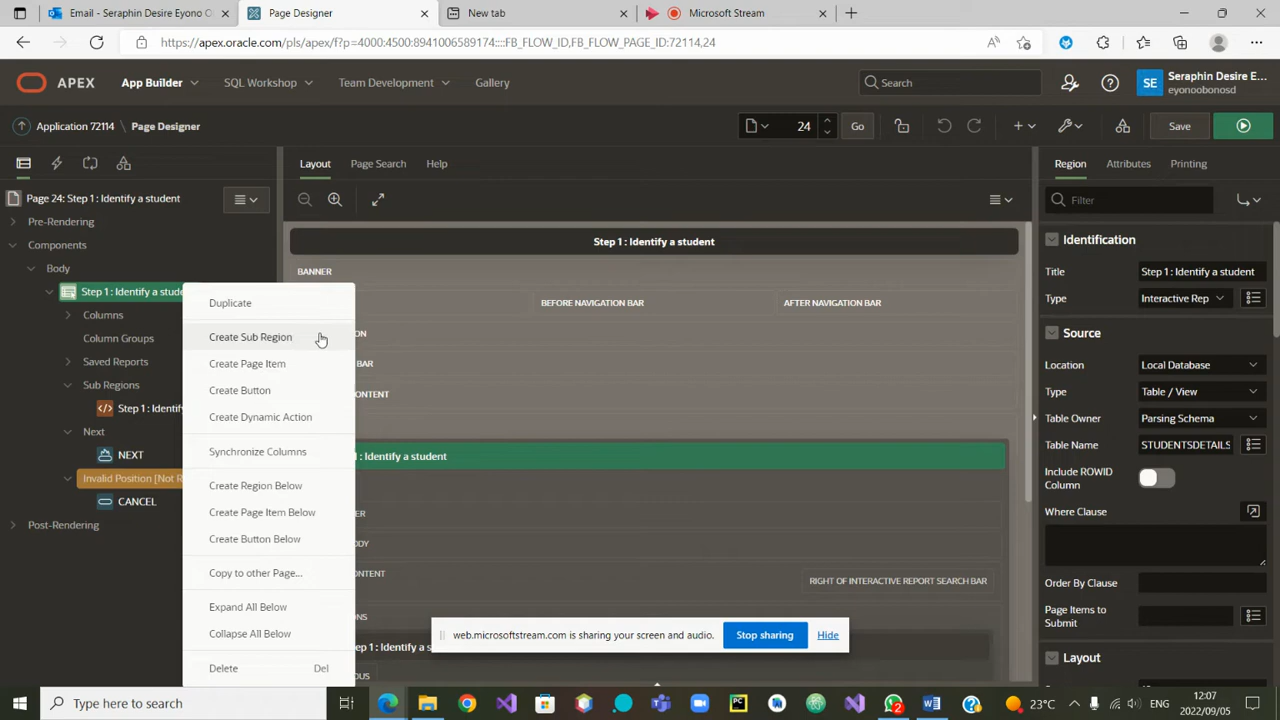 Email - Seraphin Desire Eyono O
Page Designer
New tab
Microsoft Stream
https://apex.oracle.com/pls/apex/f?p=4000:4500:8941006589174::::FB_FLOW_ID,FB_FLOW_PAGE_ID:72114,24
APEX
App Builder
SQL Workshop
Team Development
Gallery
Search
SE
Seraphin Desire E...
eyonoobonosd
Application 72114
Page Designer
24
Go
Save
Layout
Page Search
Help
Region
Attributes
Printing
Page 24: Step 1 : Identify a student
Filter
Pre-Rendering
Components
Body
Step 1 : Identify a stude
Columns
Column Groups
Saved Reports
Sub Regions
Step 1 : Identify
Next
NEXT
Invalid Position [Not R
CANCEL
Post-Rendering
Duplicate
Create Sub Region
Create Page Item
Create Button
Create Dynamic Action
Synchronize Columns
Create Region Below
Create Page Item Below
Create Button Below
Copy to other Page...
Expand All Below
Collapse All Below
Delete
Del
Step 1 : Identify a student
BANNER
BEFORE NAVIGATION BAR
AFTER NAVIGATION BAR
ON
BAR
ONTENT
: Identify a student
ER
DY
ONTENT
RIGHT OF INTERACTIVE REPORT SEARCH BAR
ONS
ep 1 : Identify a s
OUS
web.microsoftstream.com is sharing your screen and audio.
Stop sharing
Hide
Identification
Title
Step 1 : Identify a student
Type
Interactive Rep
Source
Location
Local Database
Type
Table / View
Table Owner
Parsing Schema
Table Name
STUDENTSDETAILS
Include ROWID
Column
Where Clause
Order By Clause
Page Items to
Submit
Layout
Type here to search
23°C
ENG
12:07
2022/09/05